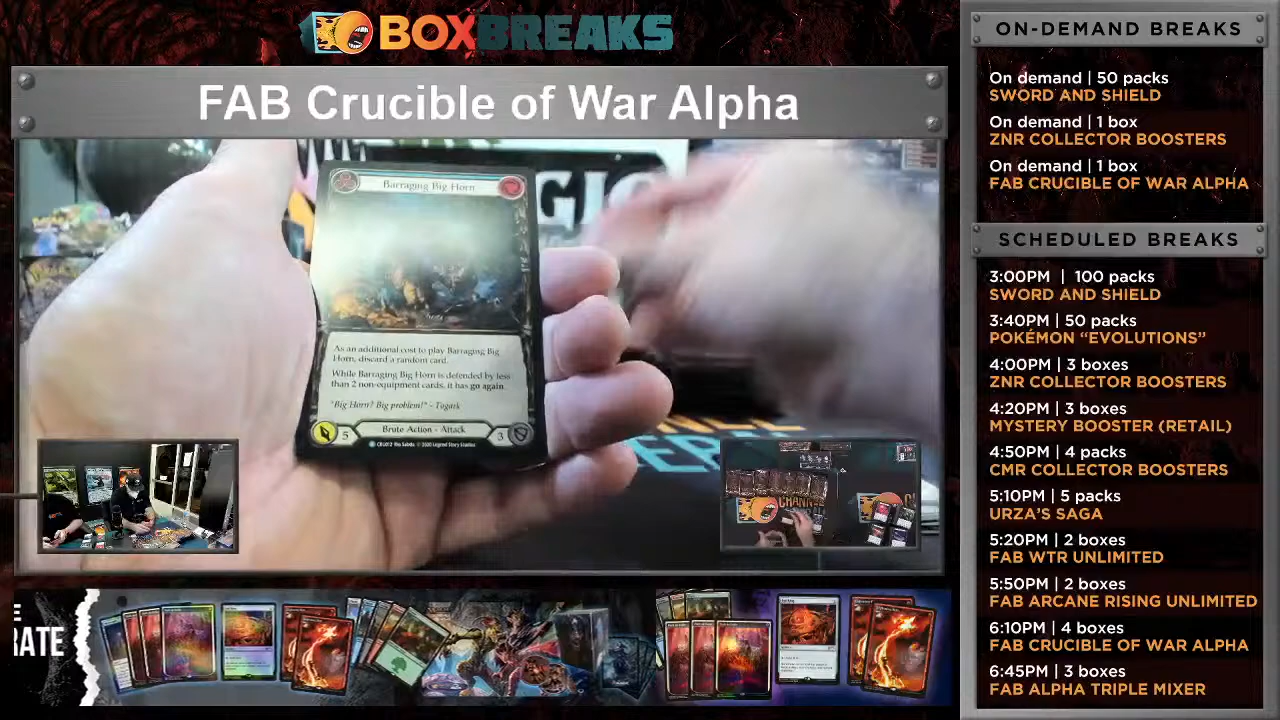 BOXBREAKS
FAB Crucible of War Alpha
Barraging Big Horn
As an additional cost to play Barraging Big
Horn, discard a random card.
While Barraging Big Horn is defended by less
than 2 non-equipment cards, it has go again.
"Big Horn? Big problem!" - Togark
5
Brute Action - Attack
3
CHANNEL
RATE
ON-DEMAND BREAKS
On demand | 50 packs
SWORD AND SHIELD
On demand | 1 box
ZNR COLLECTOR BOOSTERS
On demand | 1 box
FAB CRUCIBLE OF WAR ALPHA
SCHEDULED BREAKS
3:00PM | 100 packs
SWORD AND SHIELD
3:40PM | 50 packs
POKÉMON “EVOLUTIONS”
4:00PM | 3 boxes
ZNR COLLECTOR BOOSTERS
4:20PM | 3 boxes
MYSTERY BOOSTER (RETAIL)
4:50PM | 4 packs
CMR COLLECTOR BOOSTERS
5:10PM | 5 packs
URZA’S SAGA
5:20PM | 2 boxes
FAB WTR UNLIMITED
5:50PM | 2 boxes
FAB ARCANE RISING UNLIMITED
6:10PM | 4 boxes
FAB CRUCIBLE OF WAR ALPHA
6:45PM | 3 boxes
FAB ALPHA TRIPLE MIXER